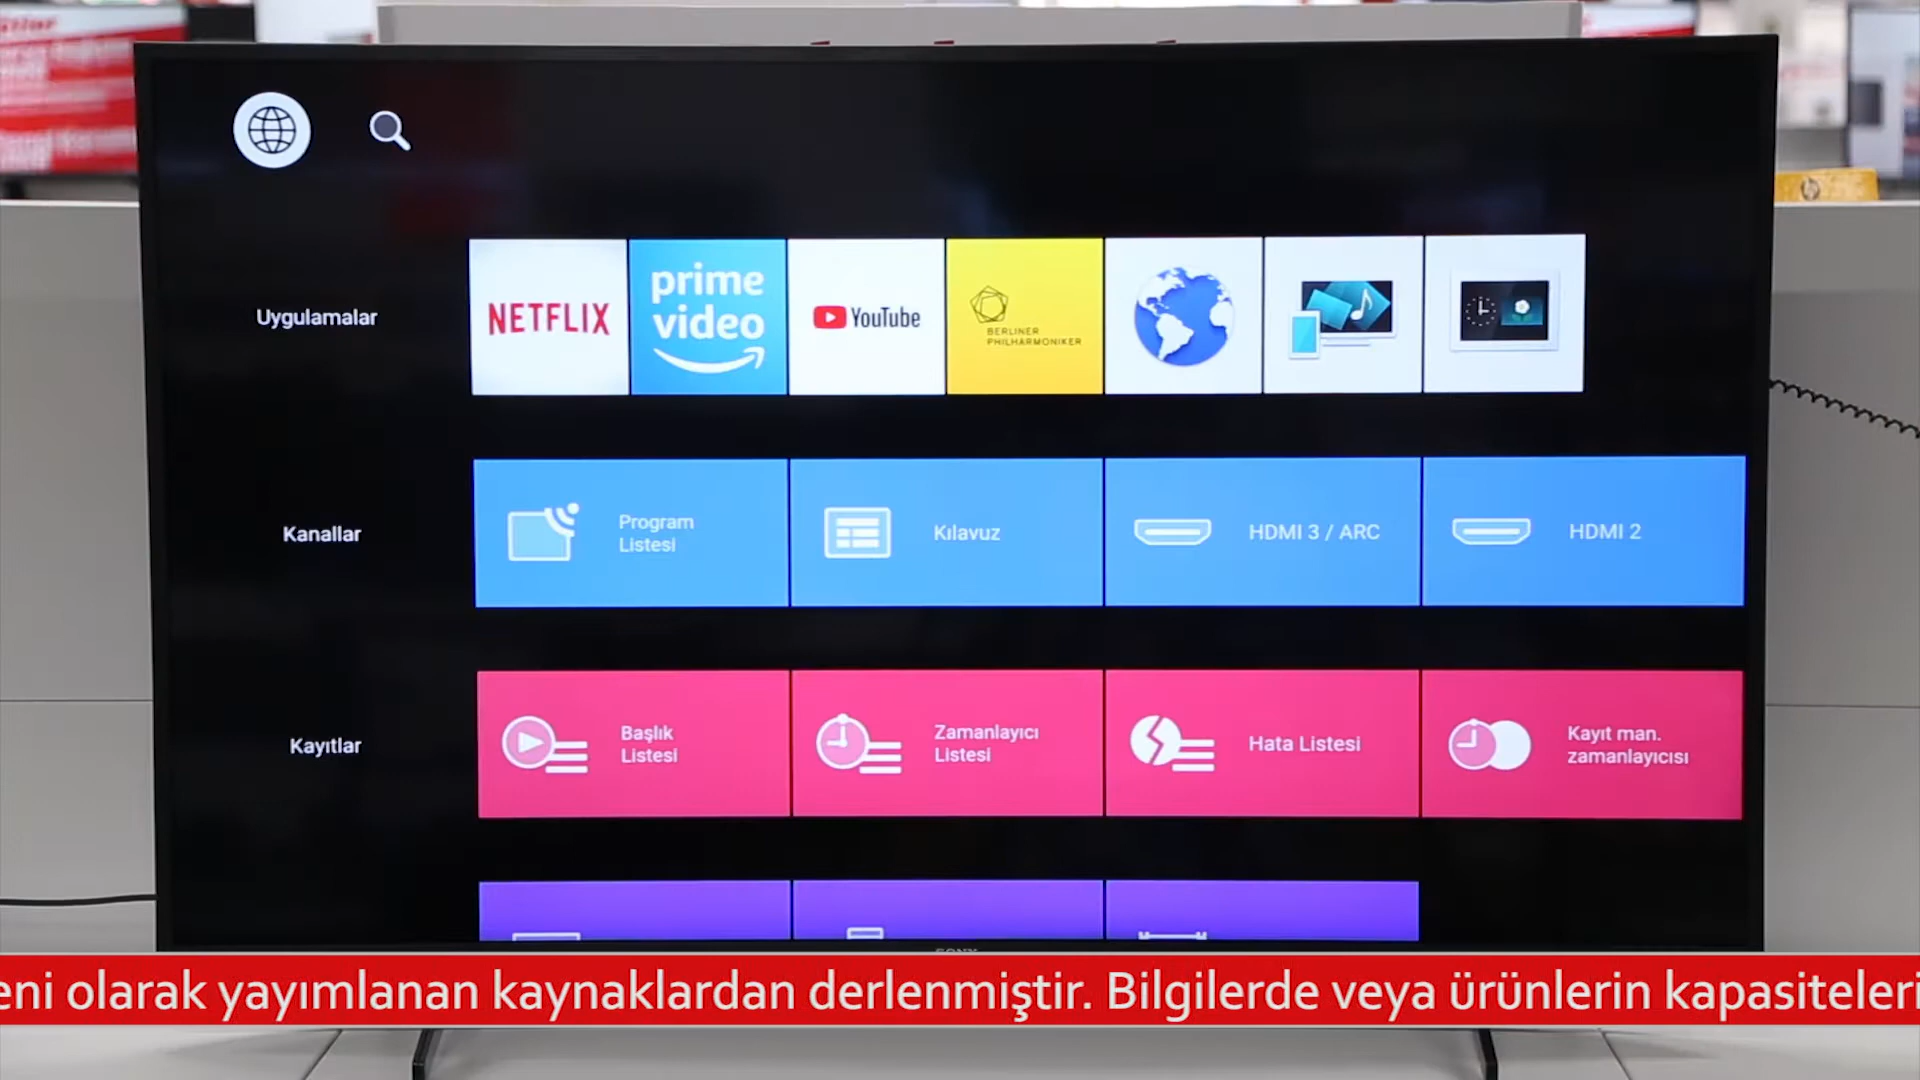 Uygulamalar
NETFLIX
prime
video
YouTube
BERLINER
PHILHARMONIKER
Kanallar
Program
Listesi
Kılavuz
HDMI 3 / ARC
HDMI 2
Kayıtlar
Başlık
Listesi
Zamanlayıcı
Listesi
Hata Listesi
Kayıt man.
zamanlayıcısı
SONY
eni olarak yayımlanan kaynaklardan derlenmiştir. Bilgilerde veya ürünlerin kapasiteleri